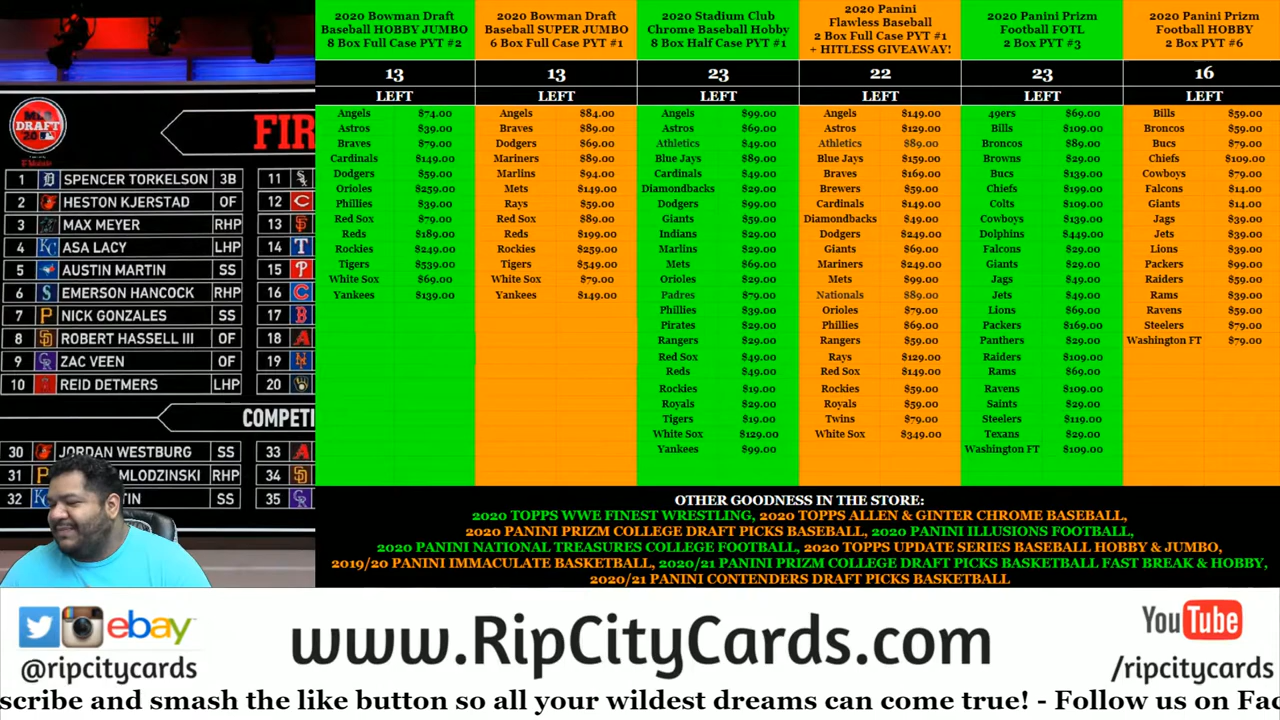 MLB
DRAFT
FIR
1 SPENCER TORKELSON 3B 11
2 HESTON KJERSTAD OF 12
3 MAX MEYER RHP 13
4 ASA LACY LHP 14
5 AUSTIN MARTIN SS 15
6 EMERSON HANCOCK RHP 16
7 NICK GONZALES SS 17
8 ROBERT HASSELL III OF 18
9 ZAC VEEN OF 19
10 REID DETMERS LHP 20
COMPETI
30 JORDAN WESTBURG SS 33
31 MLODZINSKI RHP 34
32 TIN SS 35
2020 Bowman Draft
Baseball HOBBY JUMBO
8 Box Full Case PYT #2
13
LEFT
Angels $74.00
Astros $39.00
Braves $79.00
Cardinals $149.00
Dodgers $59.00
Orioles $259.00
Phillies $39.00
Red Sox $79.00
Reds $189.00
Rockies $249.00
Tigers $539.00
White Sox $69.00
Yankees $139.00
2020 Bowman Draft
Baseball SUPER JUMBO
6 Box Full Case PYT #1
13
LEFT
Angels $84.00
Braves $89.00
Dodgers $69.00
Mariners $89.00
Marlins $94.00
Mets $149.00
Rays $59.00
Red Sox $89.00
Reds $199.00
Rockies $259.00
Tigers $549.00
White Sox $79.00
Yankees $149.00
2020 Stadium Club
Chrome Baseball Hobby
8 Box Half Case PYT #1
23
LEFT
Angels $99.00
Astros $69.00
Athletics $49.00
Blue Jays $89.00
Cardinals $49.00
Diamondbacks $29.00
Dodgers $99.00
Giants $59.00
Indians $29.00
Marlins $29.00
Mets $69.00
Orioles $29.00
Padres $79.00
Phillies $39.00
Pirates $29.00
Rangers $29.00
Red Sox $49.00
Reds $49.00
Rockies $19.00
Royals $29.00
Tigers $19.00
White Sox $129.00
Yankees $99.00
2020 Panini
Flawless Baseball
2 Box Full Case PYT #1
+ HITLESS GIVEAWAY!
22
LEFT
Angels $149.00
Astros $129.00
Athletics $89.00
Blue Jays $159.00
Braves $169.00
Brewers $59.00
Cardinals $149.00
Diamondbacks $49.00
Dodgers $249.00
Giants $69.00
Mariners $249.00
Mets $99.00
Nationals $89.00
Orioles $79.00
Phillies $69.00
Rangers $59.00
Rays $129.00
Red Sox $149.00
Rockies $59.00
Royals $59.00
Twins $79.00
White Sox $349.00
2020 Panini Prizm
Football FOTL
2 Box PYT #3
23
LEFT
49ers $69.00
Bills $109.00
Broncos $89.00
Browns $29.00
Bucs $139.00
Chiefs $199.00
Colts $109.00
Cowboys $139.00
Dolphins $449.00
Falcons $29.00
Giants $29.00
Jags $49.00
Jets $49.00
Lions $69.00
Packers $169.00
Panthers $29.00
Raiders $109.00
Rams $69.00
Ravens $109.00
Saints $29.00
Steelers $119.00
Texans $29.00
Washington FT $109.00
2020 Panini Prizm
Football HOBBY
2 Box PYT #6
16
LEFT
Bills $59.00
Broncos $59.00
Bucs $79.00
Chiefs $109.00
Cowboys $79.00
Falcons $14.00
Giants $14.00
Jags $39.00
Jets $39.00
Lions $39.00
Packers $99.00
Raiders $59.00
Rams $39.00
Ravens $59.00
Steelers $79.00
Washington FT $79.00
OTHER GOODNESS IN THE STORE:
2020 TOPPS WWE FINEST WRESTLING, 2020 TOPPS ALLEN & GINTER CHROME BASEBALL,
2020 PANINI PRIZM COLLEGE DRAFT PICKS BASEBALL, 2020 PANINI ILLUSIONS FOOTBALL,
2020 PANINI NATIONAL TREASURES COLLEGE FOOTBALL, 2020 TOPPS UPDATE SERIES BASEBALL HOBBY & JUMBO,
2019/20 PANINI IMMACULATE BASKETBALL, 2020/21 PANINI PRIZM COLLEGE DRAFT PICKS BASKETBALL FAST BREAK & HOBBY,
2020/21 PANINI CONTENDERS DRAFT PICKS BASKETBALL
ebay
@ripcitycards
www.RipCityCards.com
YouTube
/ripcitycards
scribe and smash the like button so all your wildest dreams can come true! - Follow us on Fac